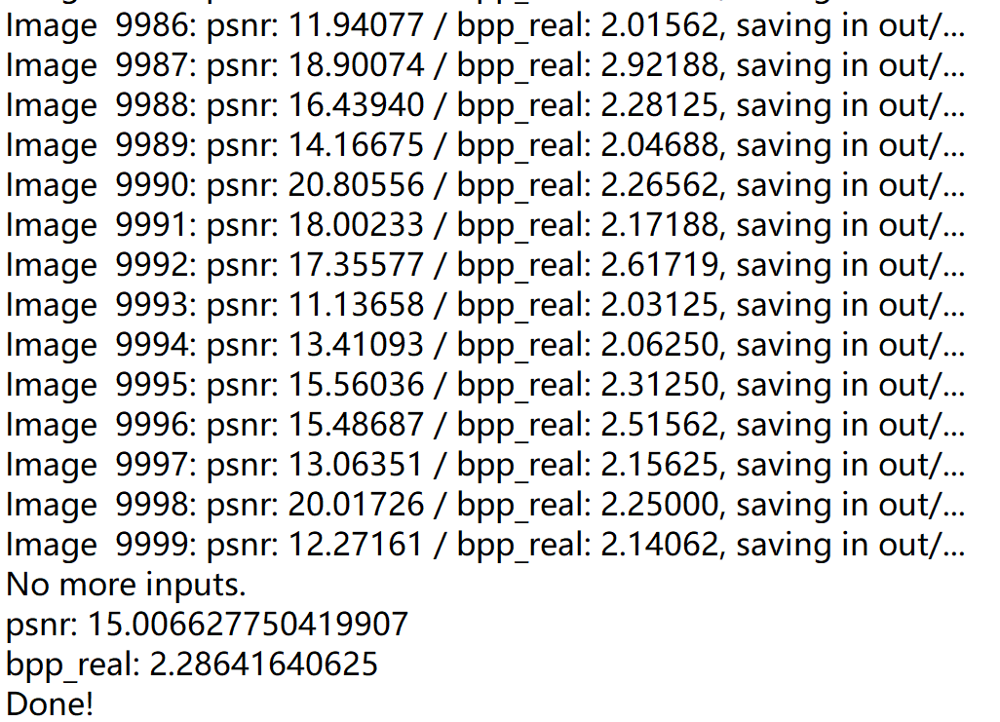 Image  9986: psnr: 11.94077 / bpp_real: 2.01562, saving in out/...
Image  9987: psnr: 18.90074 / bpp_real: 2.92188, saving in out/...
Image  9988: psnr: 16.43940 / bpp_real: 2.28125, saving in out/...
Image  9989: psnr: 14.16675 / bpp_real: 2.04688, saving in out/...
Image  9990: psnr: 20.80556 / bpp_real: 2.26562, saving in out/...
Image  9991: psnr: 18.00233 / bpp_real: 2.17188, saving in out/...
Image  9992: psnr: 17.35577 / bpp_real: 2.61719, saving in out/...
Image  9993: psnr: 11.13658 / bpp_real: 2.03125, saving in out/...
Image  9994: psnr: 13.41093 / bpp_real: 2.06250, saving in out/...
Image  9995: psnr: 15.56036 / bpp_real: 2.31250, saving in out/...
Image  9996: psnr: 15.48687 / bpp_real: 2.51562, saving in out/...
Image  9997: psnr: 13.06351 / bpp_real: 2.15625, saving in out/...
Image  9998: psnr: 20.01726 / bpp_real: 2.25000, saving in out/...
Image  9999: psnr: 12.27161 / bpp_real: 2.14062, saving in out/...
No more inputs.
psnr: 15.006627750419907
bpp_real: 2.28641640625
Done!